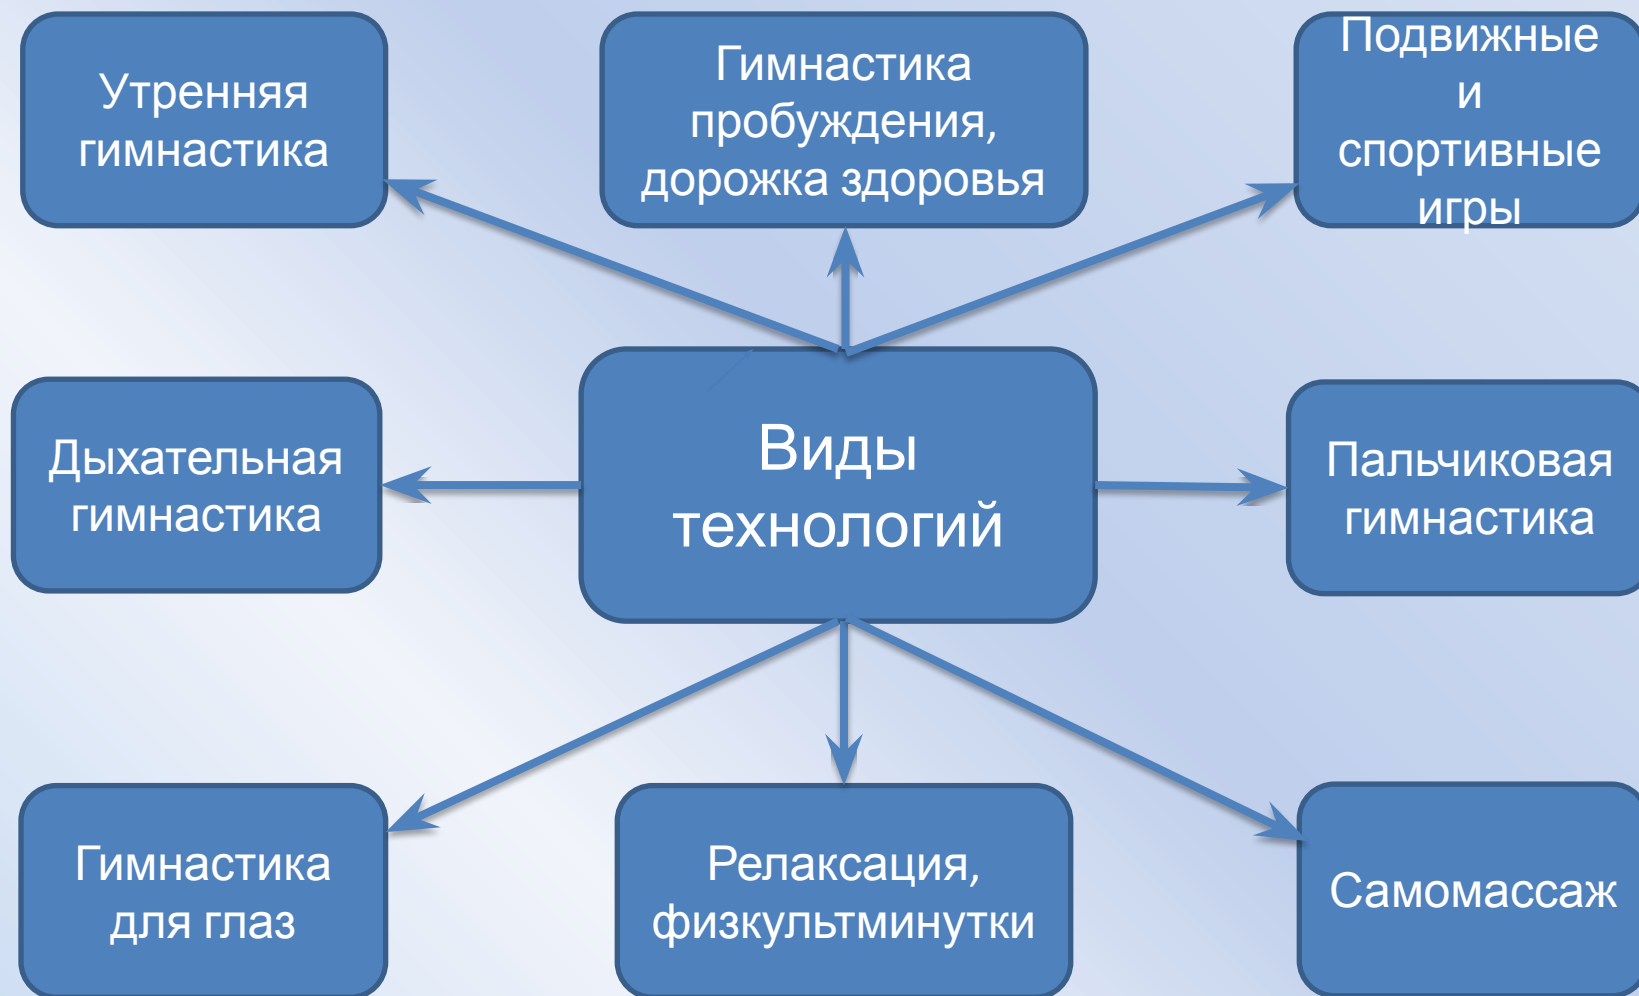 Утренняя
гимнастика
Гимнастика
пробуждения,
дорожка здоровья
Подвижные
и
спортивные
игры
Дыхательная
гимнастика
Виды
технологий
Пальчиковая
гимнастика
Гимнастика
для глаз
Релаксация,
физкультминутки
Самомассаж